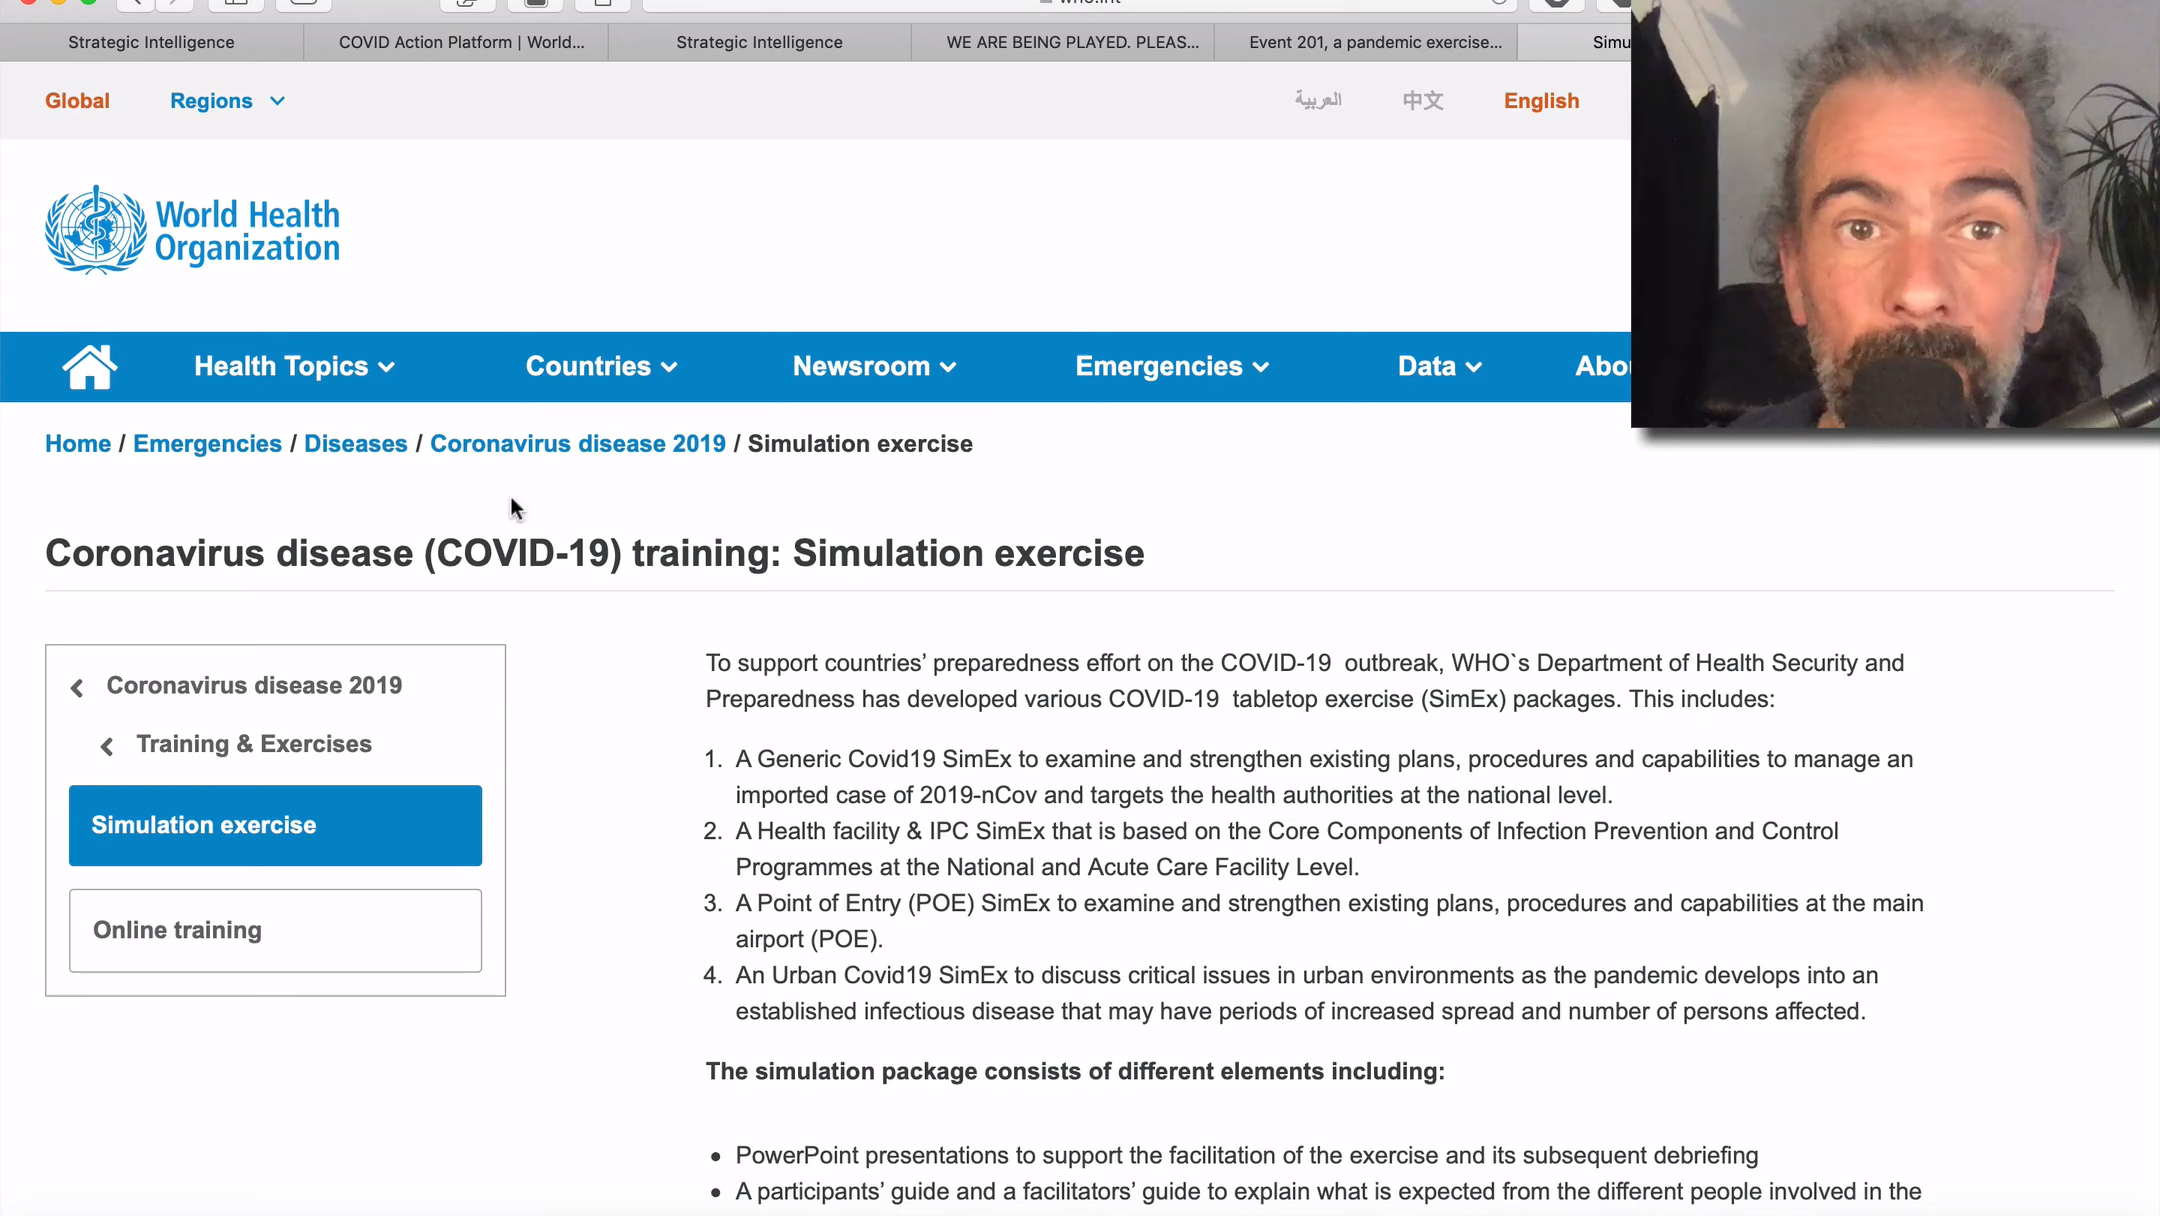 who.int
Strategic Intelligence
COVID Action Platform | World...
Strategic Intelligence
WE ARE BEING PLAYED. PLEAS...
Event 201, a pandemic exercise...
Simu
Global
Regions
العربية
中文
English
World Health
Organization
Health Topics
Countries
Newsroom
Emergencies
Data
Abo
Home / Emergencies / Diseases / Coronavirus disease 2019 / Simulation exercise
Coronavirus disease (COVID-19) training: Simulation exercise
Coronavirus disease 2019
Training & Exercises
Simulation exercise
Online training
To support countries’ preparedness effort on the COVID-19 outbreak, WHO`s Department of Health Security and
Preparedness has developed various COVID-19 tabletop exercise (SimEx) packages. This includes:
1. A Generic Covid19 SimEx to examine and strengthen existing plans, procedures and capabilities to manage an
imported case of 2019-nCov and targets the health authorities at the national level.
2. A Health facility & IPC SimEx that is based on the Core Components of Infection Prevention and Control
Programmes at the National and Acute Care Facility Level.
3. A Point of Entry (POE) SimEx to examine and strengthen existing plans, procedures and capabilities at the main
airport (POE).
4. An Urban Covid19 SimEx to discuss critical issues in urban environments as the pandemic develops into an
established infectious disease that may have periods of increased spread and number of persons affected.
The simulation package consists of different elements including:
• PowerPoint presentations to support the facilitation of the exercise and its subsequent debriefing
• A participants’ guide and a facilitators’ guide to explain what is expected from the different people involved in the